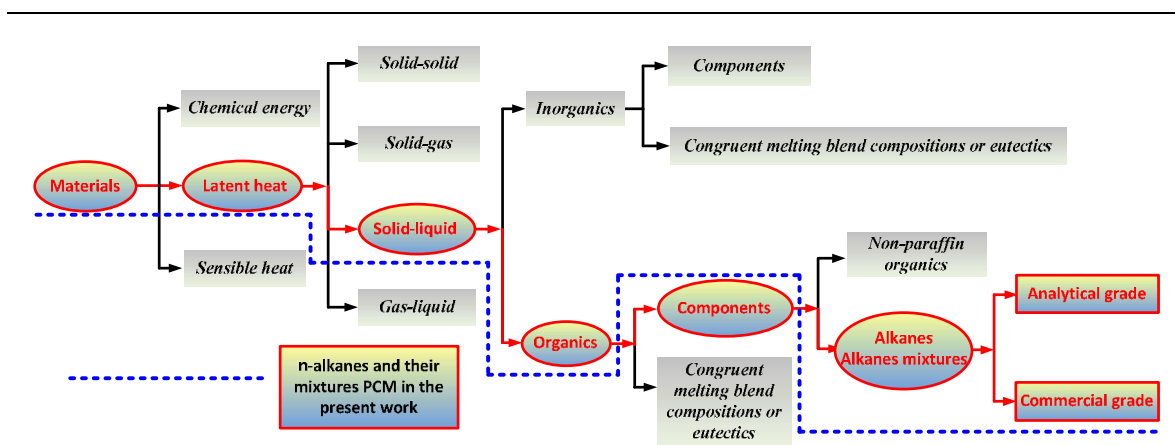 Solid-solid
Components
Chemical energy
Inorganics
Solid-gas
Congruent melting blend compositions or eutectics
Materials
Latent heat
Solid-liquid
Non-paraffin
organics
Sensible heat
Gas-liquid
Components
Analytical grade
Organics
Alkanes
Alkanes mixtures
n-alkanes and their
mixtures PCM in the
present work
Congruent
melting blend
compositions or
eutectics
Commercial grade